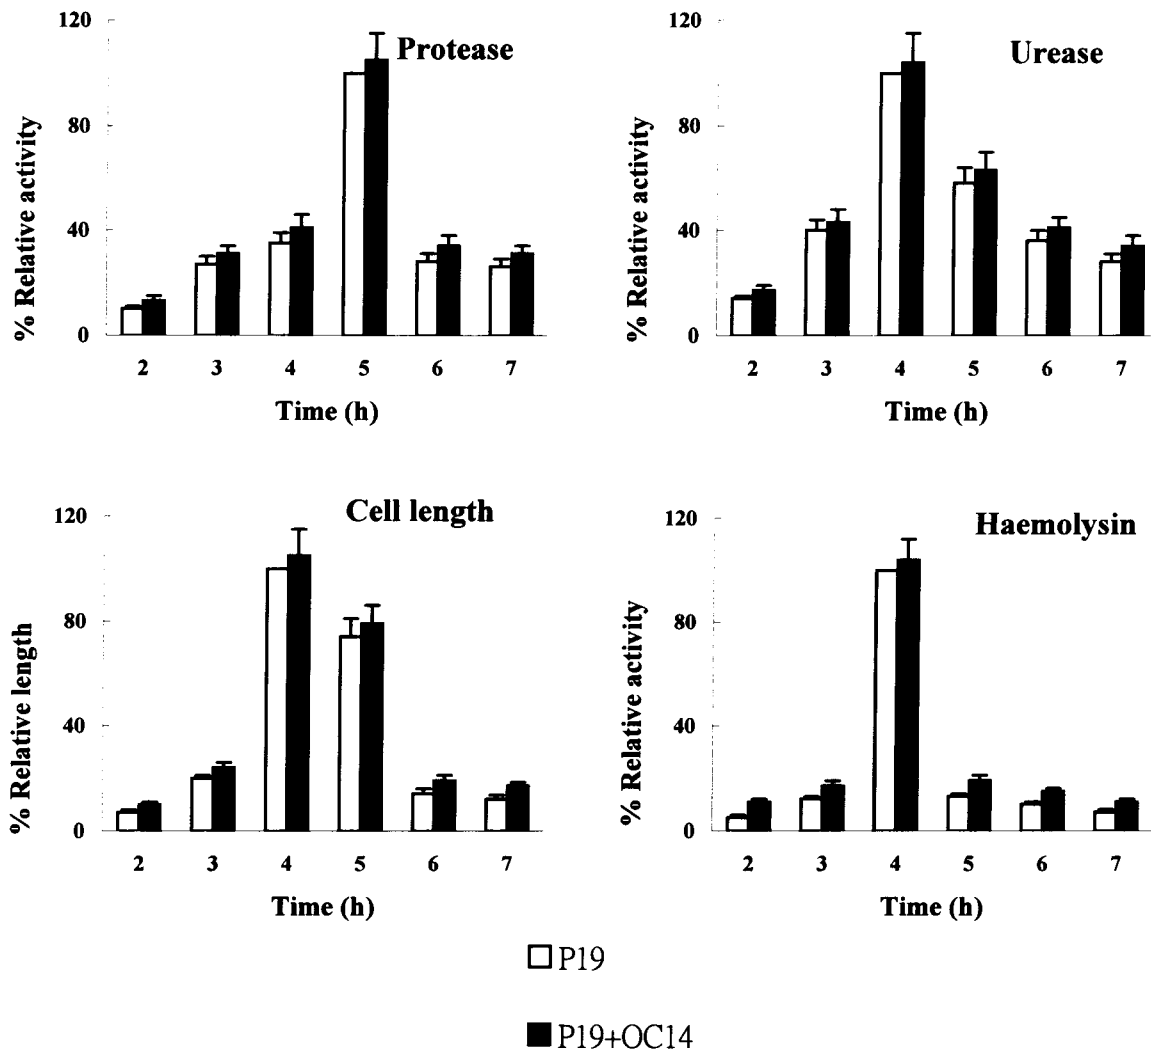 Protease
120
80
40
0
% Relative activity
2 3 4 5 6 7
Time (h)
Urease
120
80
40
0
% Relative activity
2 3 4 5 6 7
Time (h)
Cell length
120
80
40
0
% Relative length
2 3 4 5 6 7
Time (h)
Haemolysin
120
80
40
0
% Relative activity
2 3 4 5 6 7
Time (h)
P19
P19+OC14